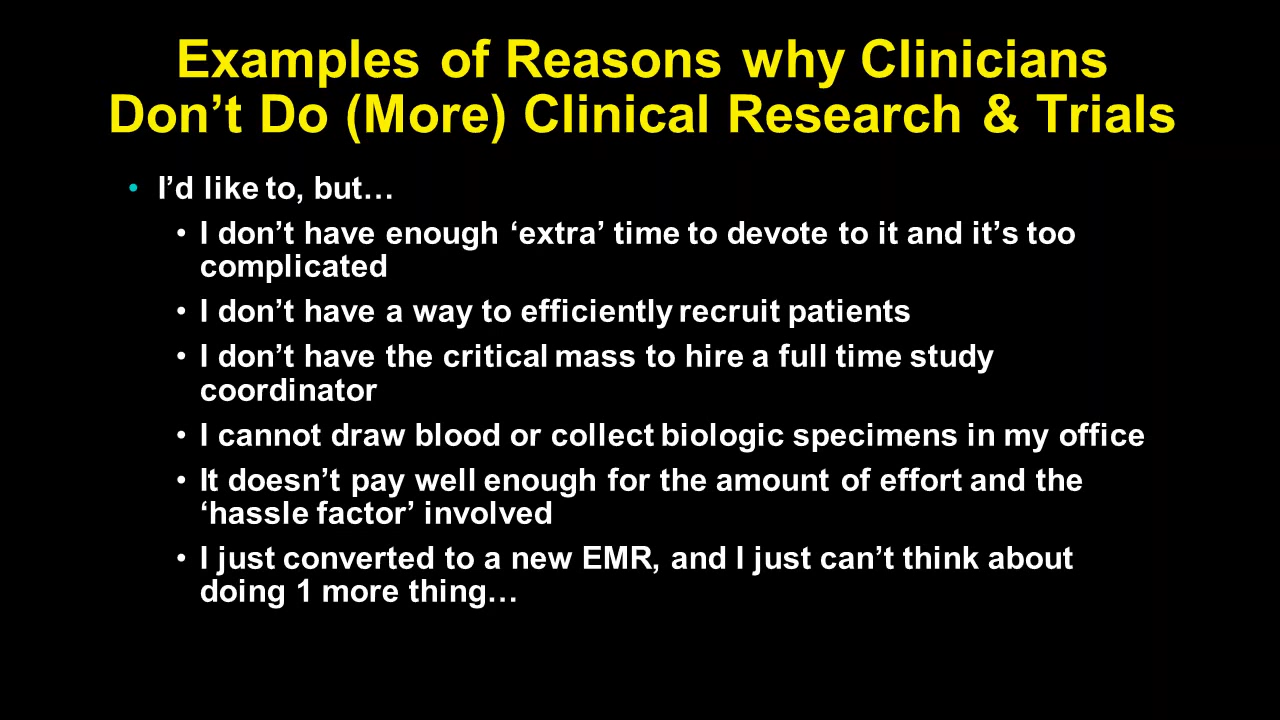 Examples of Reasons why Clinicians
Don’t Do (More) Clinical Research & Trials
• I’d like to, but…
• I don’t have enough ‘extra’ time to devote to it and it’s too
complicated
• I don’t have a way to efficiently recruit patients
• I don’t have the critical mass to hire a full time study
coordinator
• I cannot draw blood or collect biologic specimens in my office
• It doesn’t pay well enough for the amount of effort and the
‘hassle factor’ involved
• I just converted to a new EMR, and I just can’t think about
doing 1 more thing…